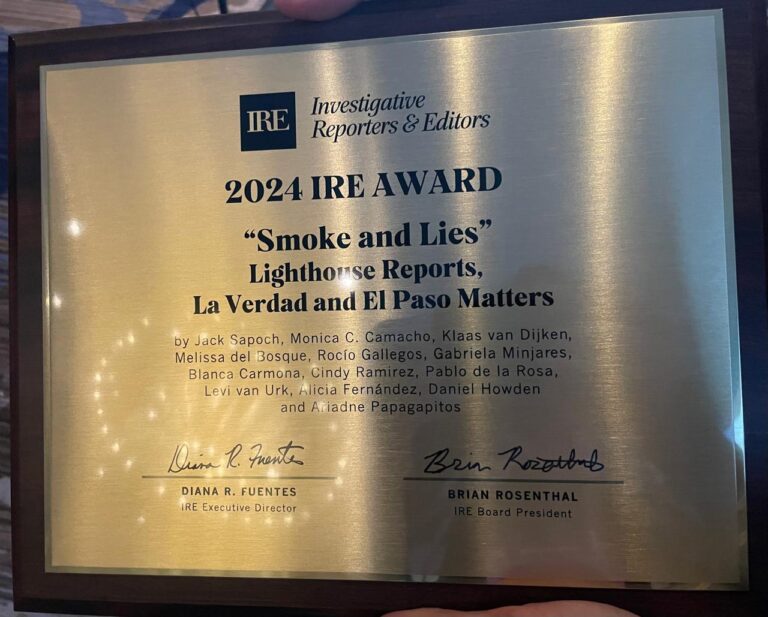 IRE
Investigative
Reporters & Editors
2024 IRE AWARD
“Smoke and Lies”
Lighthouse Reports,
La Verdad and El Paso Matters
by Jack Sapoch, Monica C. Camacho, Klaas van Dijken,
Melissa del Bosque, Rocío Gallegos, Gabriela Minjares,
Blanca Carmona, Cindy Ramirez, Pablo de la Rosa,
Levi van Urk, Alicia Fernández, Daniel Howden
and Ariadne Papagapitos
Diana R. Fuentes
DIANA R. FUENTES
IRE Executive Director
Brian Rosenthal
BRIAN ROSENTHAL
IRE Board President